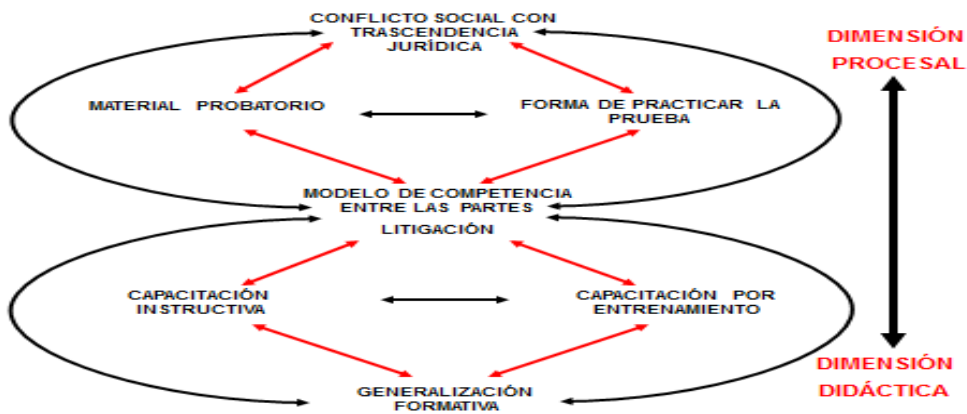 CONFLICTO SOCIAL CON
TRASCENDENCIA
JURÍDICA
DIMENSIÓN
PROCESAL
MATERIAL PROBATORIO
FORMA DE PRACTICAR LA
PRUEBA
MODELO DE COMPETENCIA
ENTRE LAS PARTES
LITIGACIÓN
CAPACITACIÓN
INSTRUCTIVA
CAPACITACIÓN POR
ENTRENAMIENTO
DIMENSIÓN
DIDÁCTICA
GENERALIZACIÓN
FORMATIVA